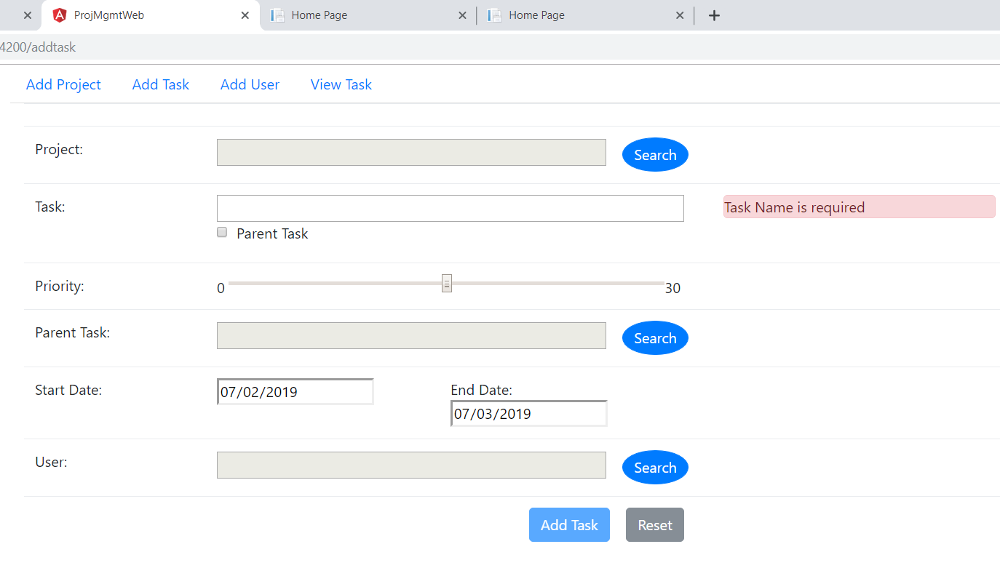 ProjMgmtWeb Home Page Home Page
4200/addtask
Add Project Add Task Add User View Task
Project: Search
Task: Task Name is required
Parent Task
Priority: 0 30
Parent Task: Search
Start Date: 07/02/2019 End Date:
07/03/2019
User: Search
Add Task Reset